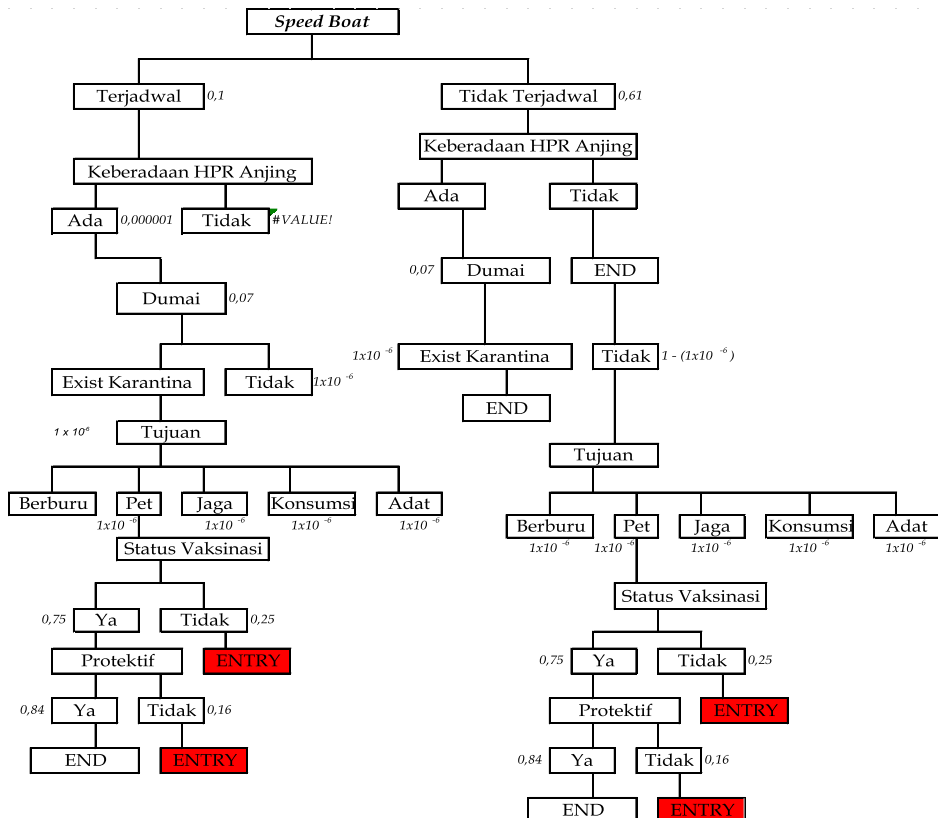 Speed Boat
Terjadwal 0,1 Tidak Terjadwal 0,61
Keberadaan HPR Anjing
Keberadaan HPR Anjing
Ada Tidak
Ada 0,000001 Tidak #VALUE!
0,07 Dumai END
Dumai 0,07
1x10 -6 Exist Karantina Tidak 1 - (1x10 -6 )
Exist Karantina Tidak 1x10 -6
END
1 x 10⁶ Tujuan
Tujuan
Berburu Pet Jaga Konsumsi Adat
1x10 -6 1x10 -6 1x10 -6 1x10 -6
Berburu Pet Jaga Konsumsi Adat
1x10 -6 1x10 -6 1x10 -6 1x10 -6 1x10 -6
Status Vaksinasi
Status Vaksinasi
0,75 Ya Tidak 0,25
0,75 Ya Tidak 0,25
Protektif ENTRY
Protektif ENTRY
0,84 Ya Tidak 0,16
0,84 Ya Tidak 0,16
END ENTRY
END ENTRY